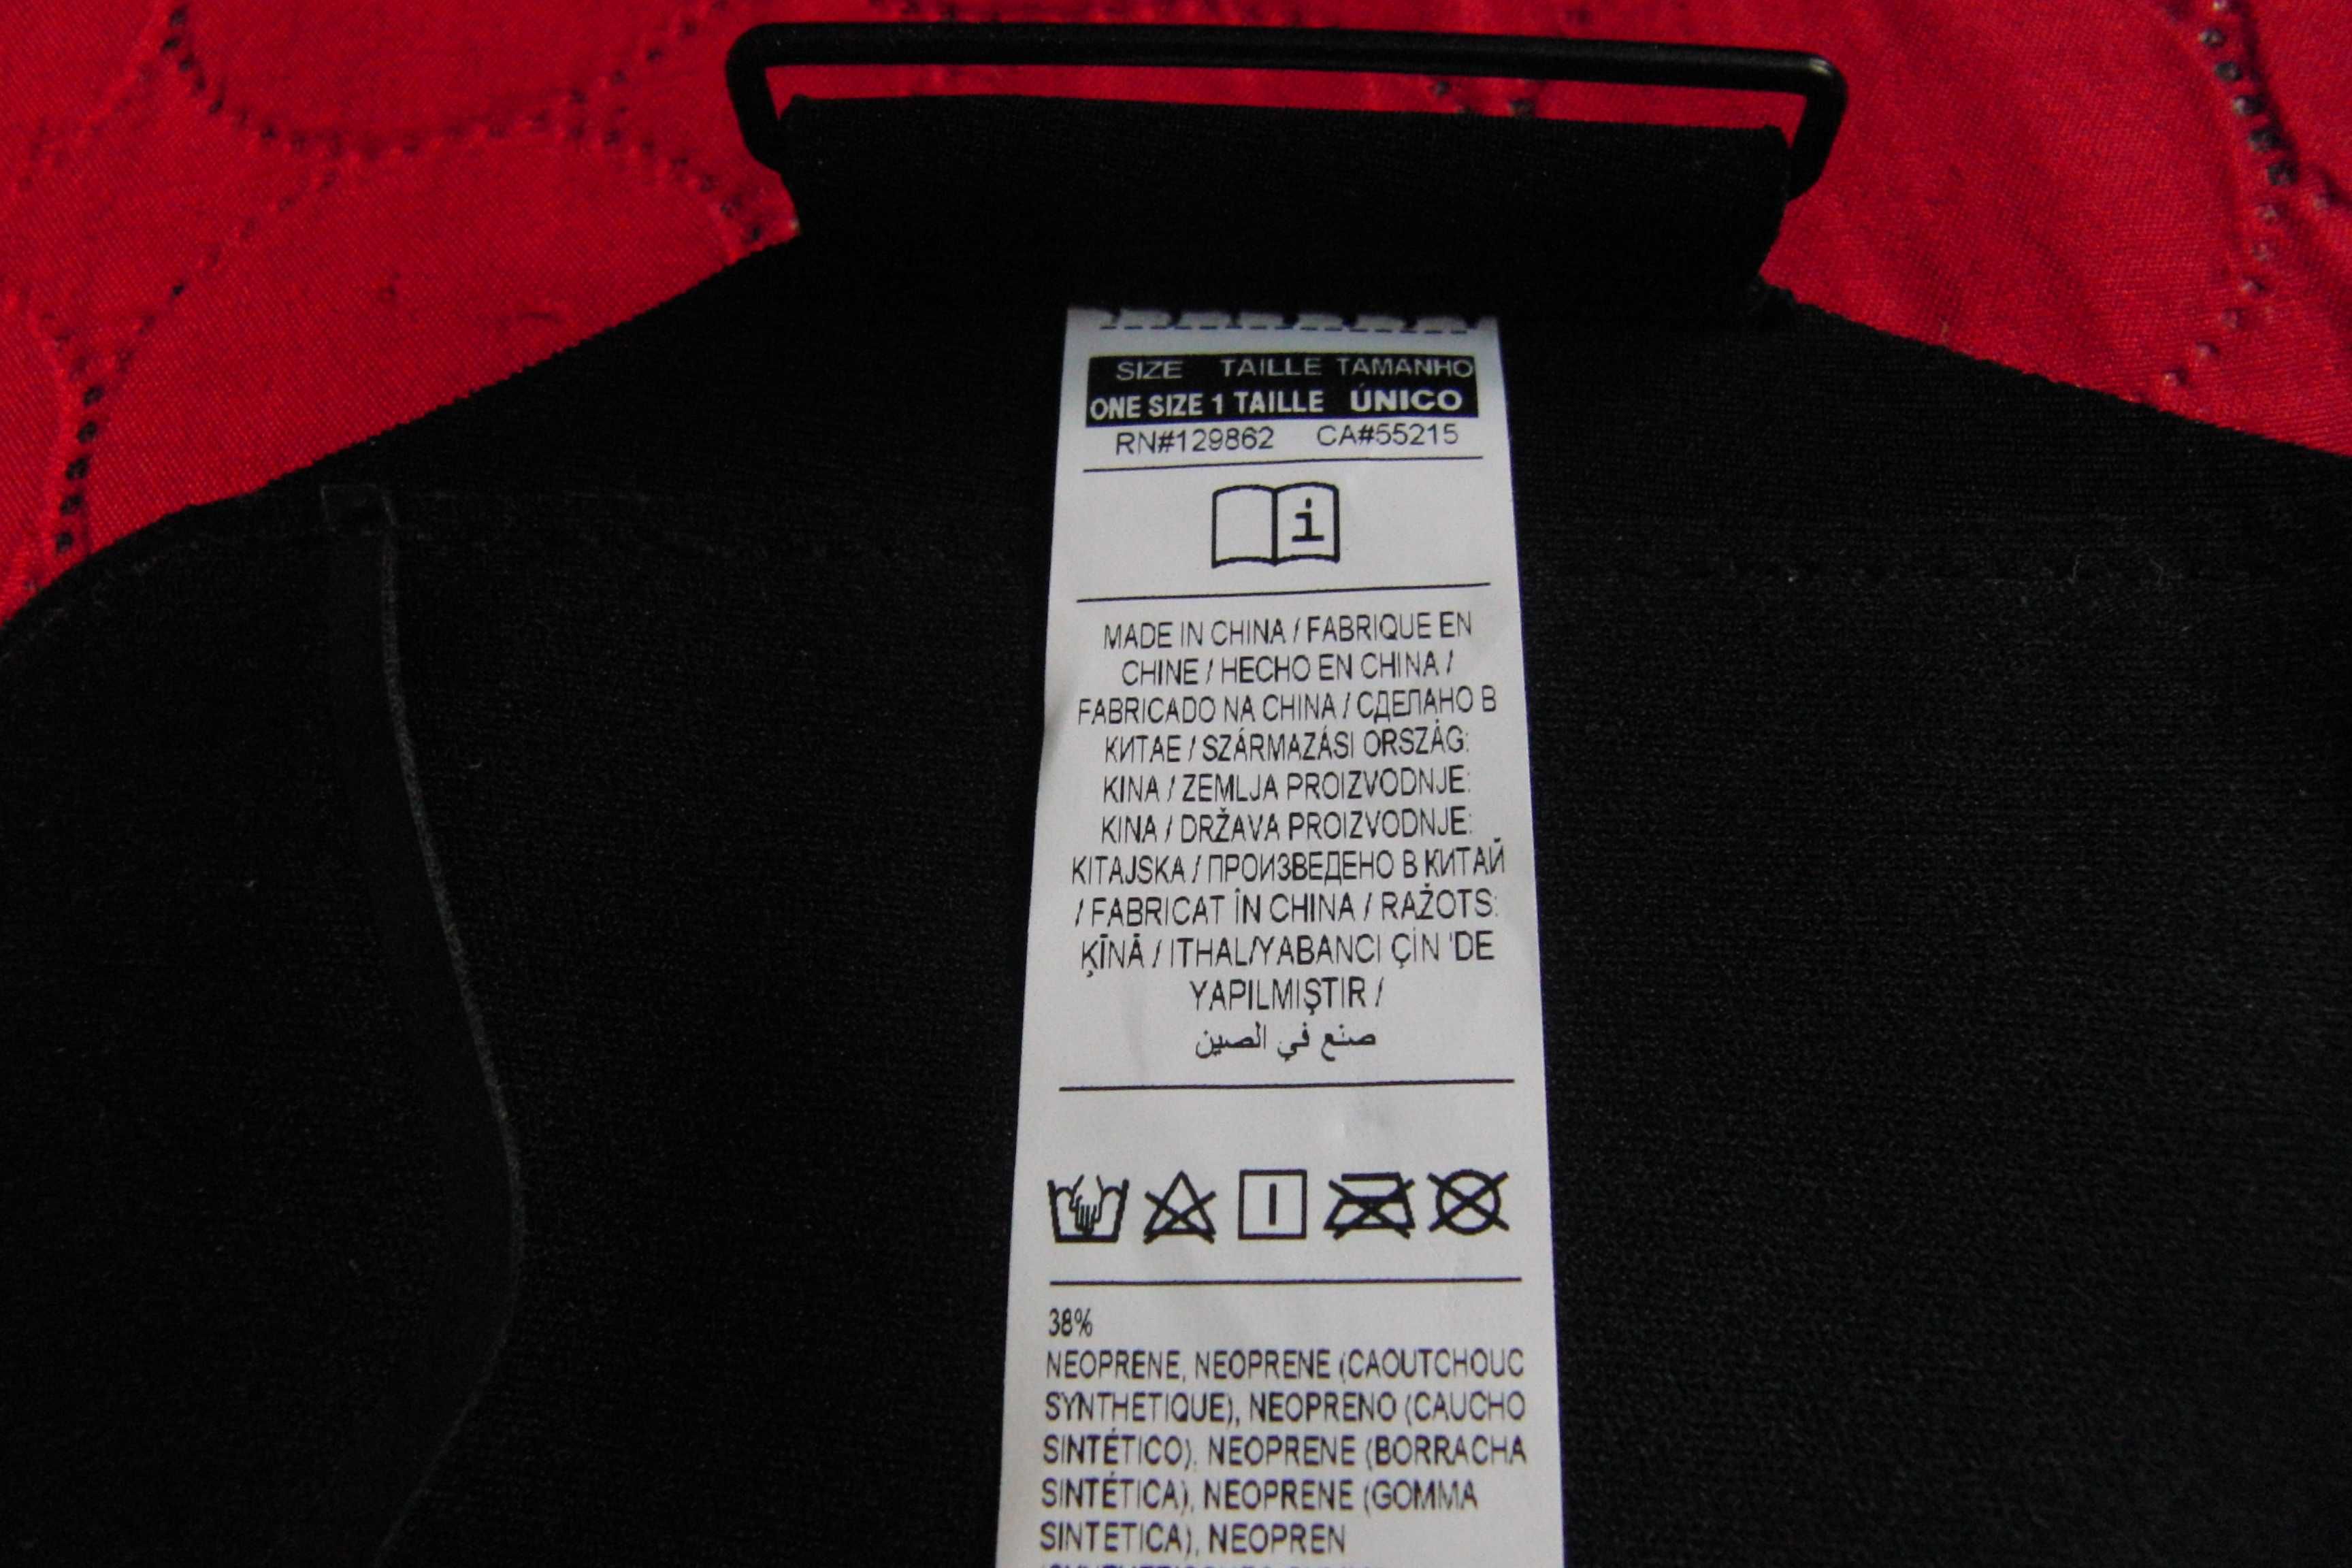 SIZE TAILLE TAMANHO
ONE SIZE 1 TAILLE ÚNICO
RN#129862 CA#55215
i
MADE IN CHINA / FABRIQUE EN
CHINE / HECHO EN CHINA /
FABRICADO NA CHINA / СДЕЛАНО В
КИТАЕ / SZÁRMAZÁSI ORSZÁG:
KINA / ZEMLJA PROIZVODNJE:
KINA / DRŽAVA PROIZVODNJE:
KITAJSKA / ПРОИЗВЕДЕНО В КИТАЙ
/ FABRICAT ÎN CHINA / RAŽOTS:
ĶĪNĀ / ITHAL/YABANCI ÇİN 'DE
YAPILMIŞTIR /
صنع في الصين
38%
NEOPRENE, NEOPRENE (CAOUTCHOUC
SYNTHETIQUE), NEOPRENO (CAUCHO
SINTÉTICO), NEOPRENE (BORRACHA
SINTÉTICA), NEOPRENE (GOMMA
SINTETICA), NEOPREN